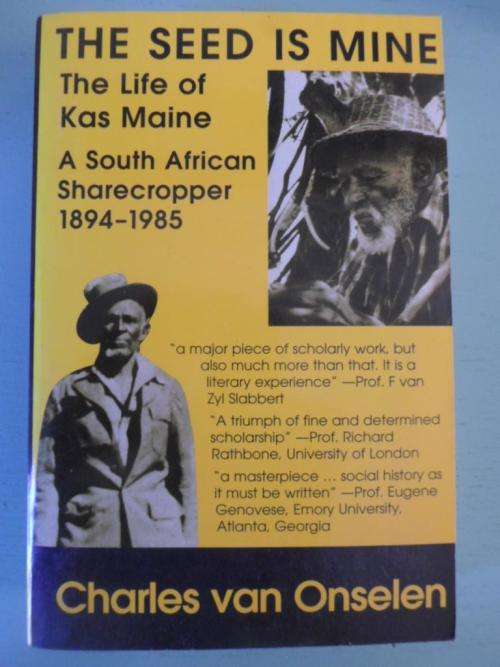 THE SEED IS MINE
The Life of
Kas Maine
A South African
Sharecropper
1894–1985
"a major piece of scholarly work, but
also much more than that. It is a
literary experience" —Prof. F van
Zyl Slabbert
"A triumph of fine and determined
scholarship" —Prof. Richard
Rathbone, University of London
"a masterpiece ... social history as
it must be written" —Prof. Eugene
Genovese, Emory University,
Atlanta, Georgia
Charles van Onselen